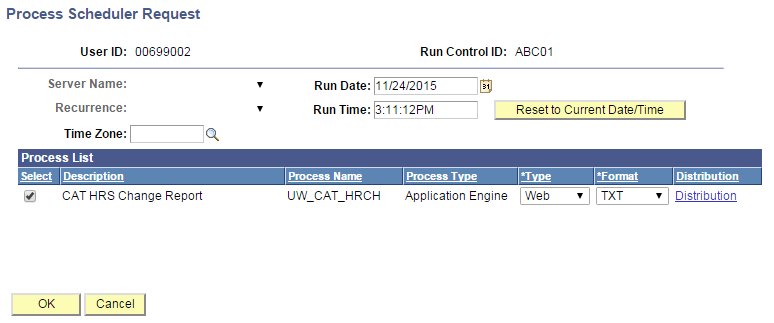 Process Scheduler Request
User ID: 00699002 Run Control ID: ABC01
Server Name: Run Date: 11/24/2015 31
Recurrence: Run Time: 3:11:12PM Reset to Current Date/Time
Time Zone:
Process List
Select Description Process Name Process Type *Type *Format Distribution
CAT HRS Change Report UW_CAT_HRCH Application Engine Web TXT Distribution
OK Cancel